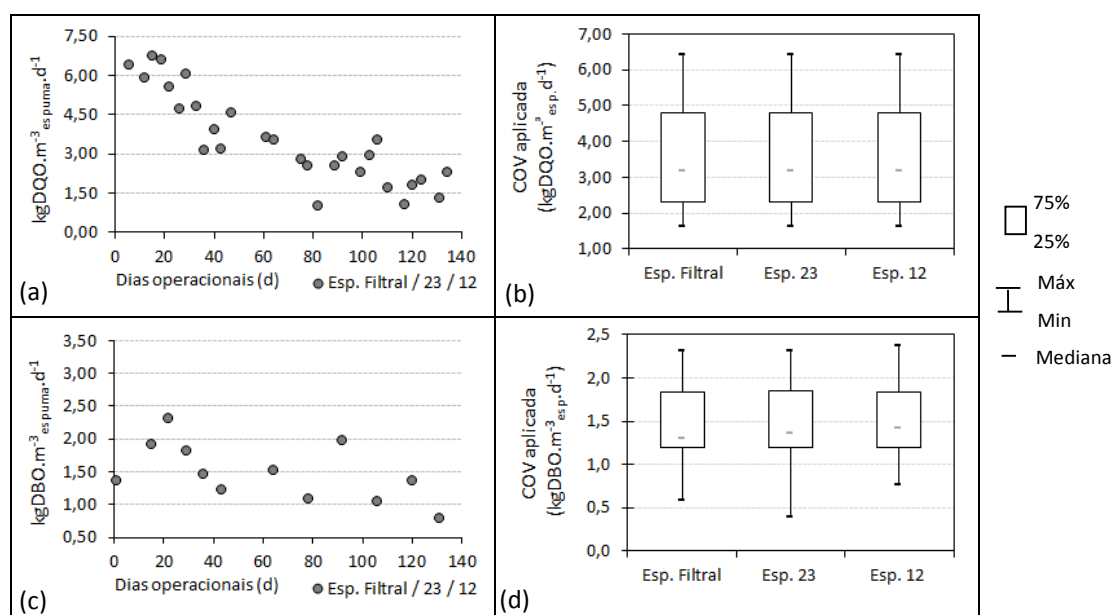 7,50
6,00
4,50
3,00
1,50
0,00
kgDQO.m⁻³espuma.d⁻¹
0 20 40 60 80 100 120 140
Dias operacionais (d) Esp. Filtral / 23 / 12
(a)
7,00
6,00
5,00
4,00
3,00
2,00
1,00
COV aplicada
(kgDQO.m⁻ªesp.d⁻¹)
Esp. Filtral Esp. 23 Esp. 12
(b)
75%
25%
Máx
Min
Mediana
3,50
3,00
2,50
2,00
1,50
1,00
0,50
kgDBO.m⁻³espuma.d⁻¹
0 20 40 60 80 100 120 140
Dias operacionais (d) Esp. Filtral / 23 / 12
(c)
2,5
2,0
1,5
1,0
0,5
0,0
COV aplicada
(kgDBO.m⁻³esp.d⁻¹)
Esp. Filtral Esp. 23 Esp. 12
(d)